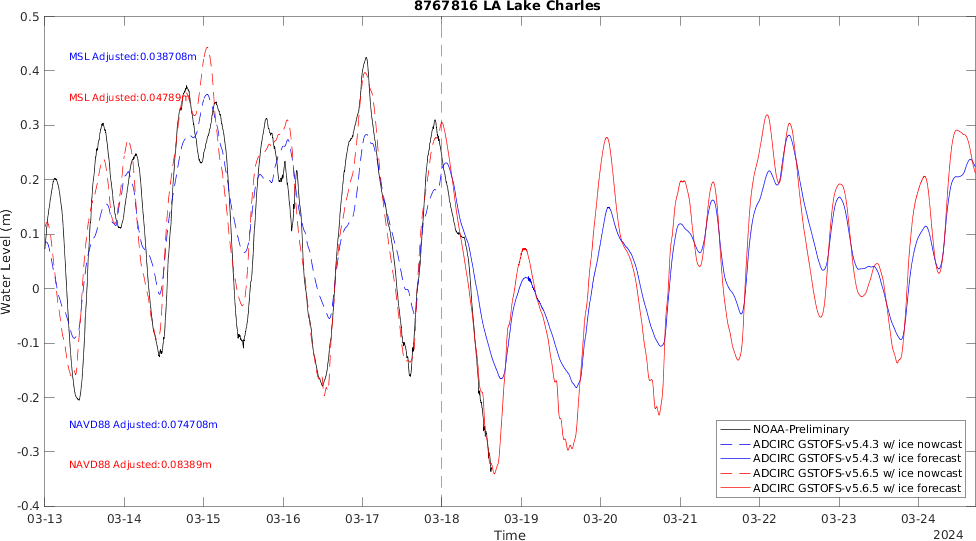 8767816 LA Lake Charles
MSL Adjusted:0.038708m
MSL Adjusted:0.04789m
NAVD88 Adjusted:0.074708m
NAVD88 Adjusted:0.08389m
Water Level (m)
0.5
0.4
0.3
0.2
0.1
0
-0.1
-0.2
-0.3
-0.4
NOAA-Preliminary
ADCIRC GSTOFS-v5.4.3 w/ ice nowcast
ADCIRC GSTOFS-v5.4.3 w/ ice forecast
ADCIRC GSTOFS-v5.6.5 w/ ice nowcast
ADCIRC GSTOFS-v5.6.5 w/ ice forecast
03-13 03-14 03-15 03-16 03-17 03-18 03-19 03-20 03-21 03-22 03-23 03-24
Time
2024